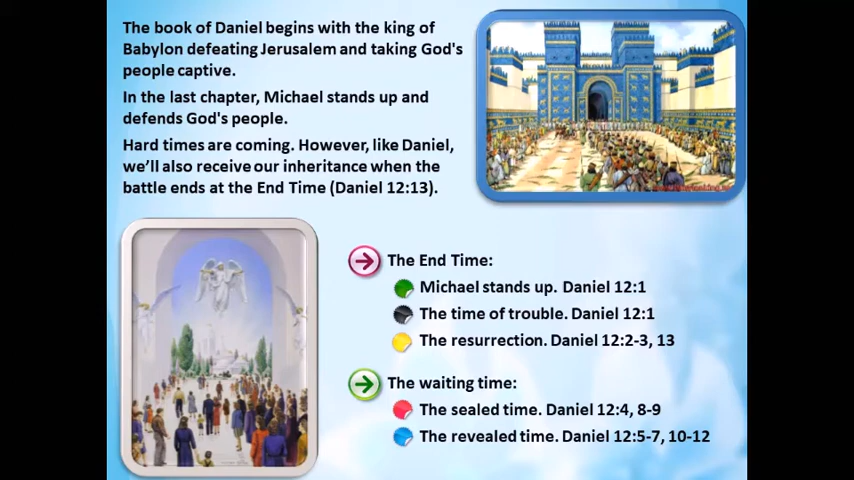 The book of Daniel begins with the king of
Babylon defeating Jerusalem and taking God's
people captive.
In the last chapter, Michael stands up and
defends God's people.
Hard times are coming. However, like Daniel,
we'll also receive our inheritance when the
battle ends at the End Time (Daniel 12:13).
The End Time:
Michael stands up. Daniel 12:1
The time of trouble. Daniel 12:1
The resurrection. Daniel 12:2-3, 13
The waiting time:
The sealed time. Daniel 12:4, 8-9
The revealed time. Daniel 12:5-7, 10-12